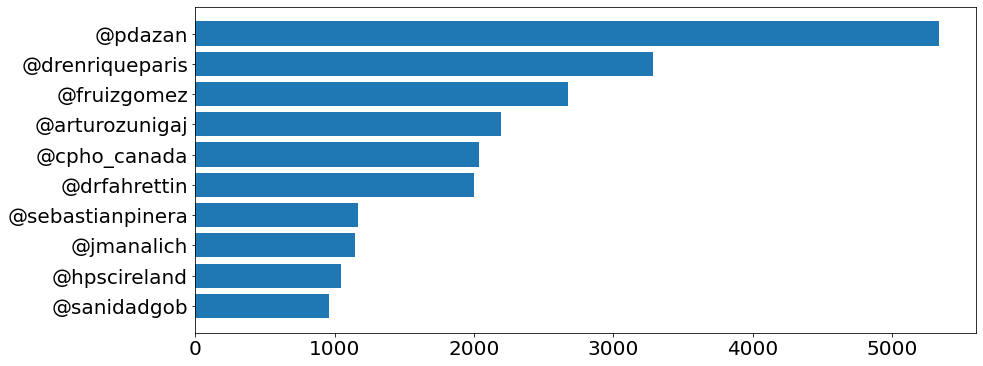 @pdazan
@drenriqueparis
@fruizgomez
@arturozunigaj
@cpho_canada
@drfahrettin
@sebastianpinera
@jmanalich
@hpscireland
@sanidadgob
0 1000 2000 3000 4000 5000